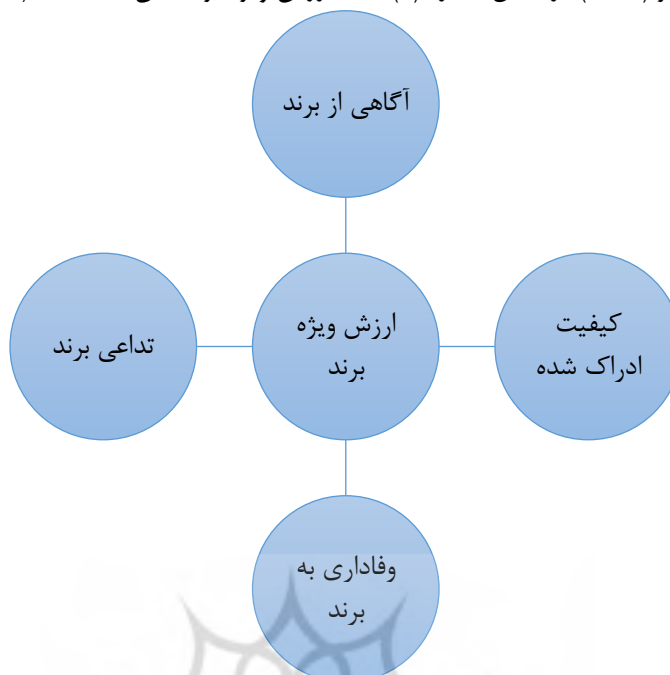 آگاهی از برند
تداعی برند
ارزش ویژه
برند
کیفیت
ادراک شده
وفاداری به
برند